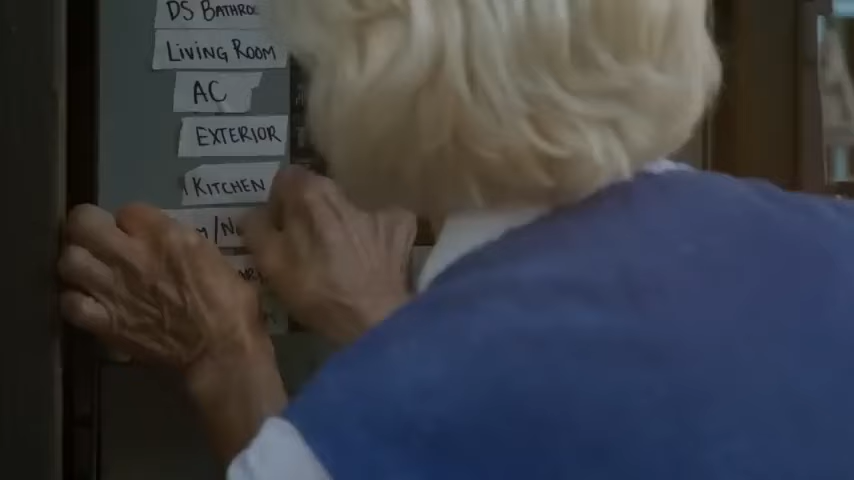 DS BATHRO
LIVING ROOM
AC
EXTERIOR
KITCHEN